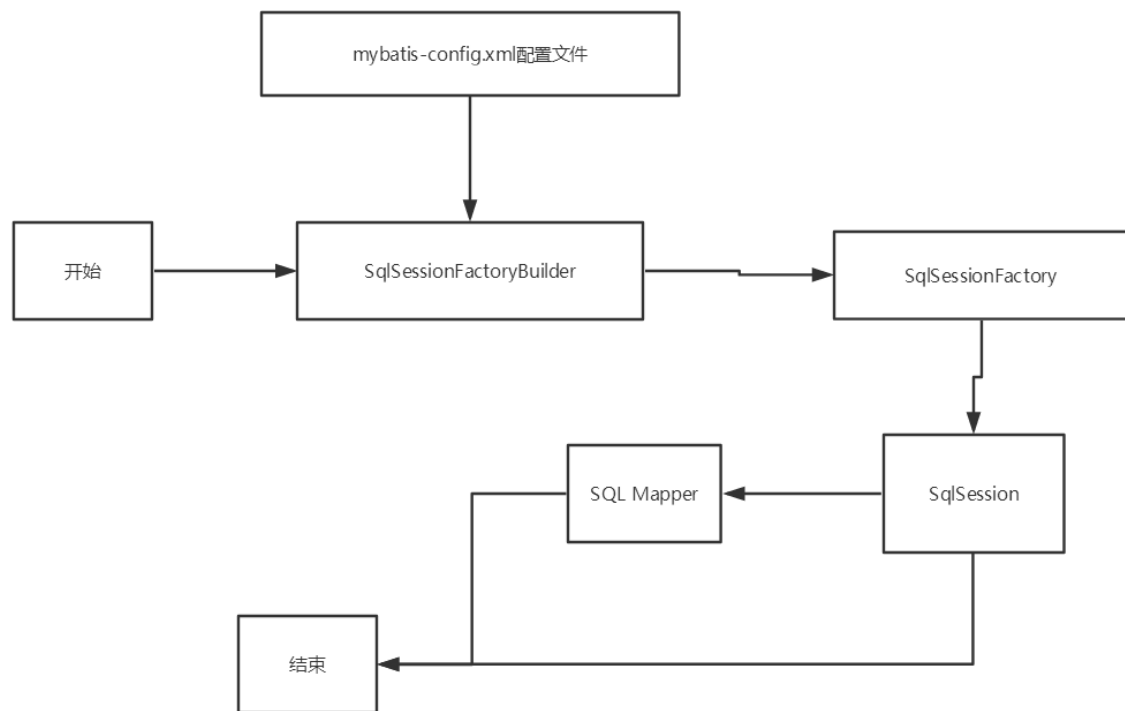 mybatis-config.xml配置文件
开始
SqlSessionFactoryBuilder
SqlSessionFactory
SQL Mapper
SqlSession
结束